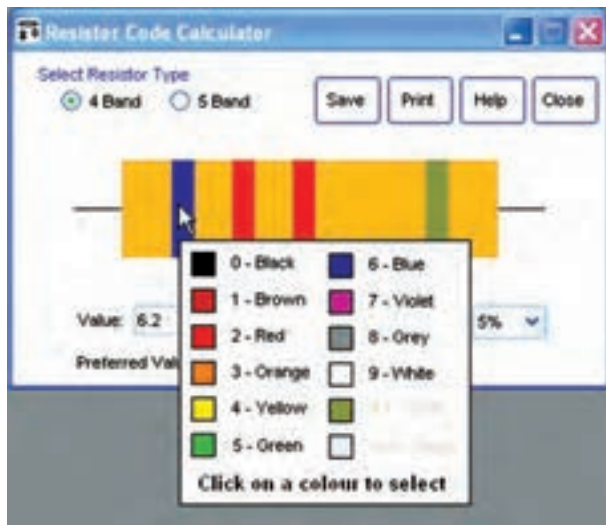 Resistor Code Calculator
Select Resistor Type
4 Band 5 Band Save Print Help Close
Value: 6.2 5%
Preferred Val
0 - Black 6 - Blue
1 - Brown 7 - Violet
2 - Red 8 - Grey
3 - Orange 9 - White
4 - Yellow
5 - Green
Click on a colour to select